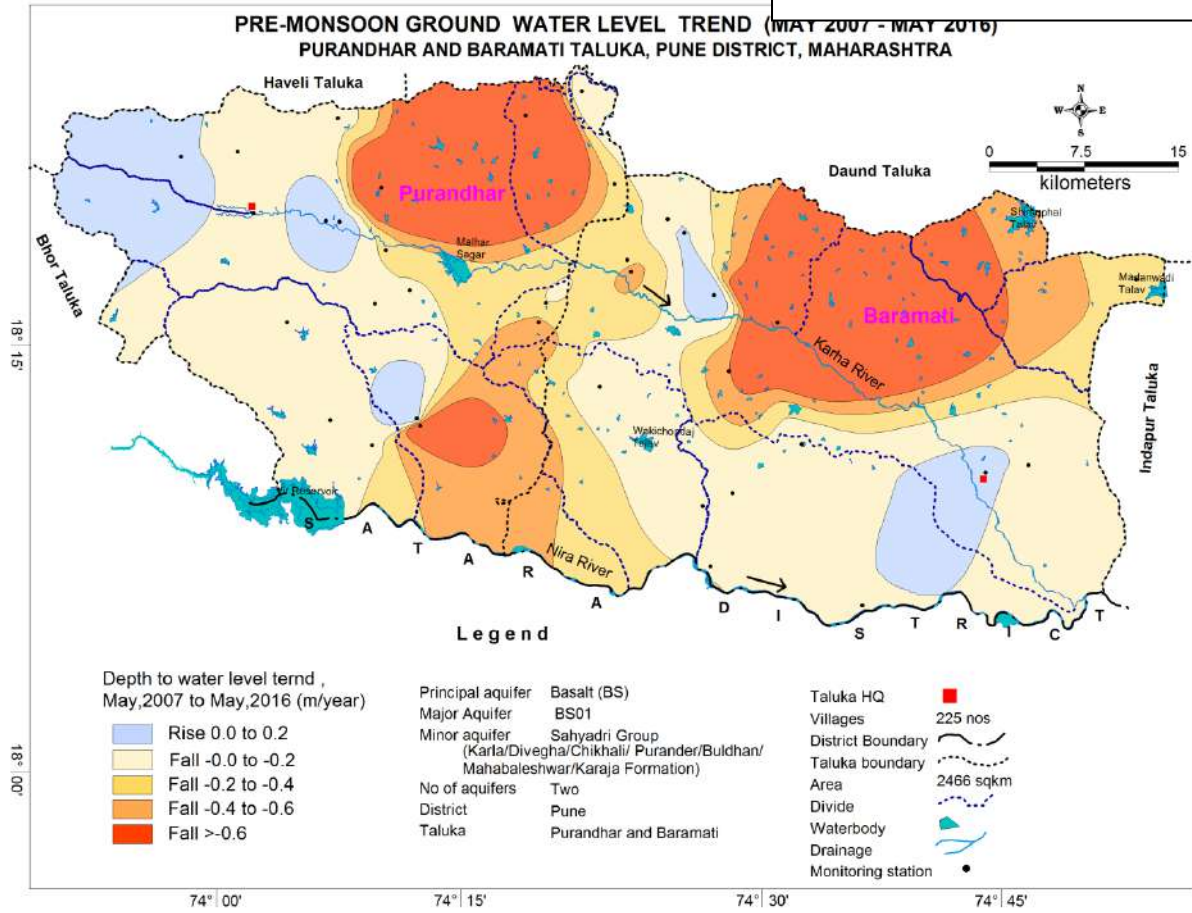 PRE-MONSOON GROUND WATER LEVEL TREND (MAY 2007 - MAY 2016)
PURANDHAR AND BARAMATI TALUKA, PUNE DISTRICT, MAHARASHTRA
Haveli Taluka
N
W E
S
0 7.5 15
kilometers
Daund Taluka
Purandhar
Shirsuphal
Talav
Bhor Taluka
Malhar
Sagar
Madanwadi
Talav
Baramati
18° 15'
Karha River
Indapur Taluka
Talav
Vir Reservoir
Nira River
S A T A R A D I S T R I C T
Legend
Depth to water level ternd ,
May,2007 to May,2016 (m/year)
Rise 0.0 to 0.2
Fall -0.0 to -0.2
Fall -0.2 to -0.4
Fall -0.4 to -0.6
Fall >-0.6
Principal aquifer Basalt (BS)
Major Aquifer BS01
Minor aquifer Sahyadri Group
(Karla/Divegha/Chikhali/ Purander/Buldhan/
Mahabaleshwar/Karaja Formation)
No of aquifers Two
District Pune
Taluka Purandhar and Baramati
Taluka HQ
Villages 225 nos
District Boundary
Taluka boundary
Area 2466 sqkm
Divide
Waterbody
Drainage
Monitoring station
18° 00'
74° 00' 74° 15' 74° 30' 74° 45'